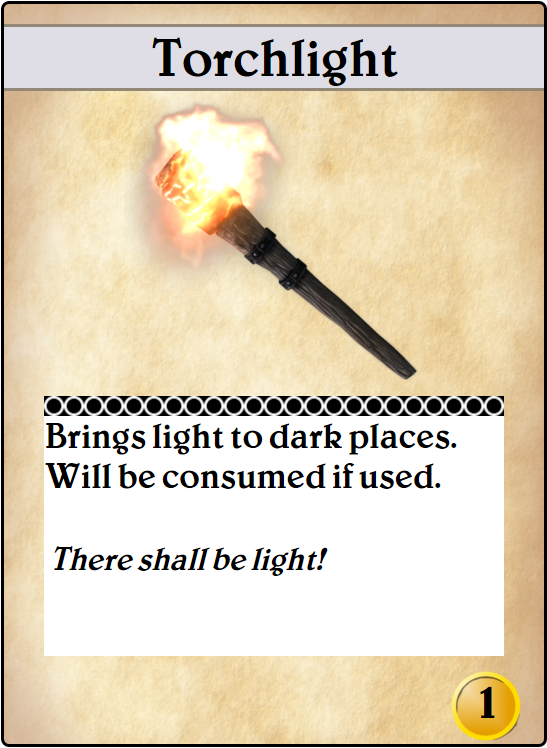 Torchlight
Brings light to dark places.
Will be consumed if used.
There shall be light!
1